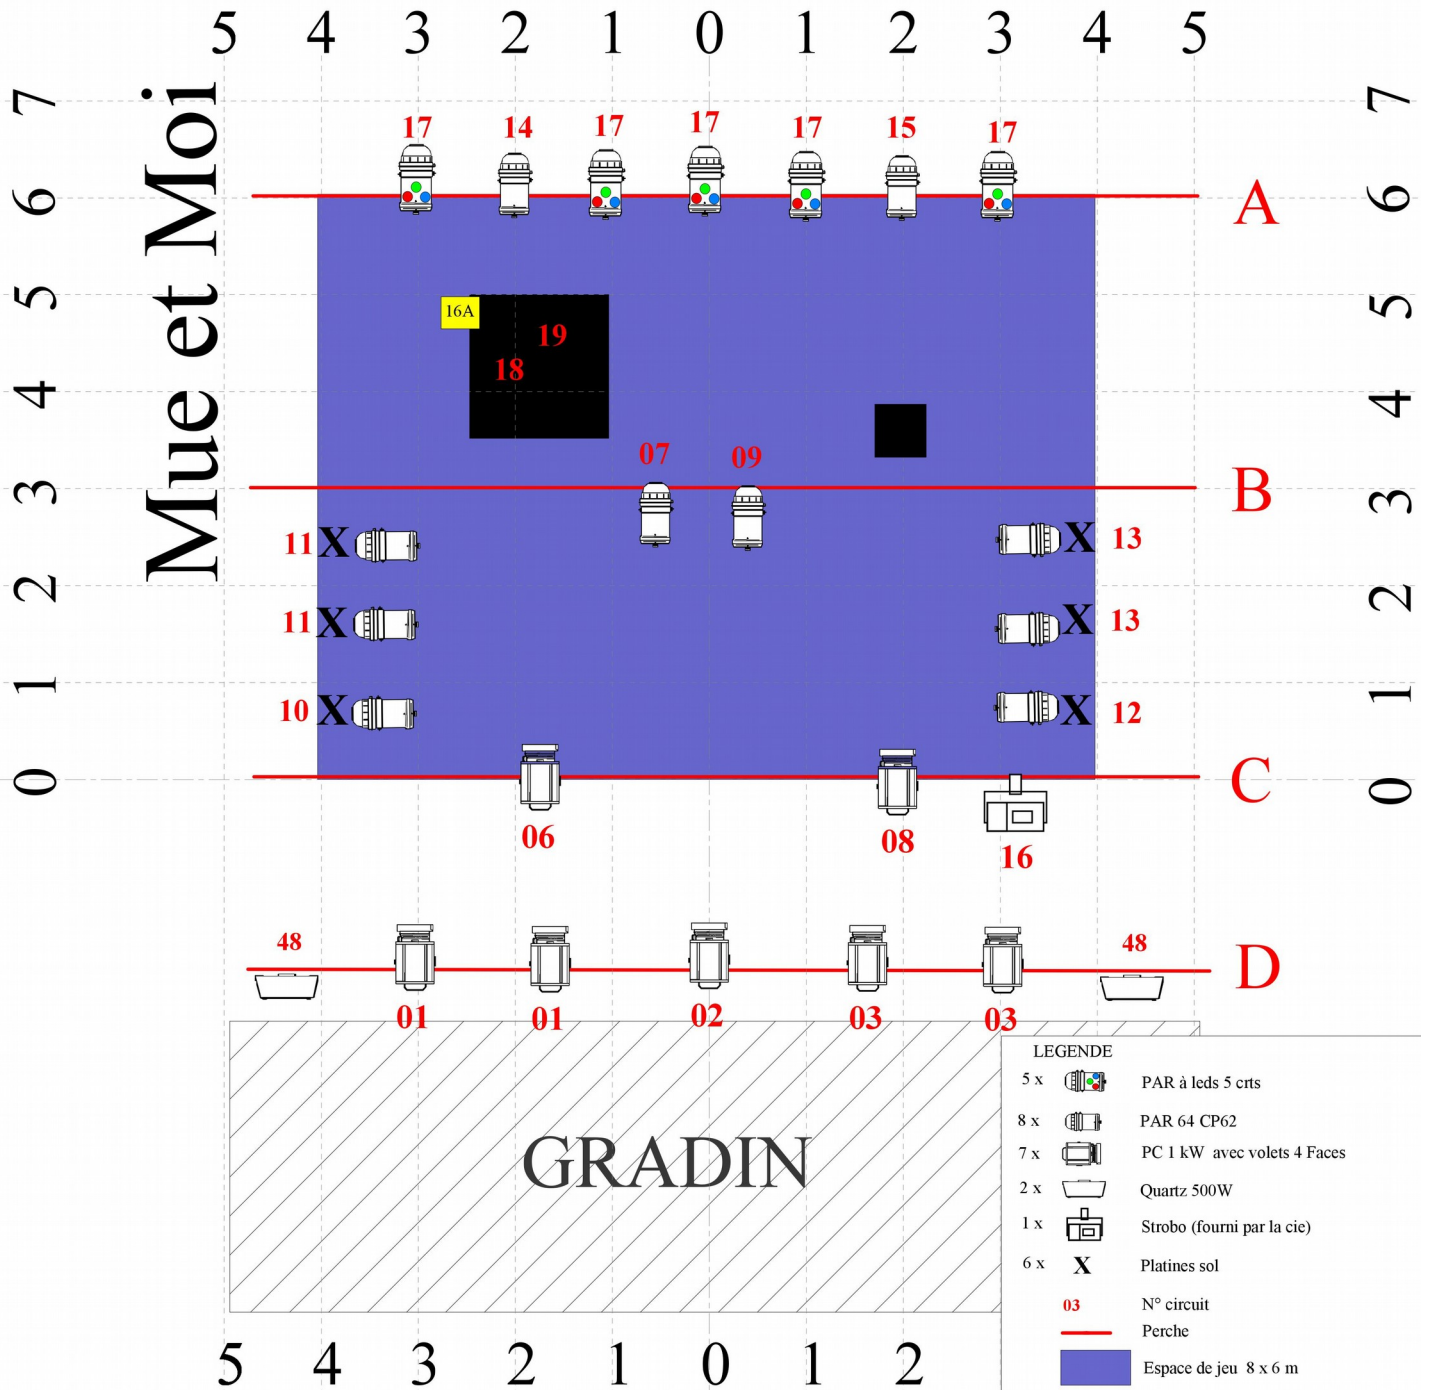 5 4 3 2 1 0 1 2 3 4 5
7 7
Mue et Moi
17 14 17 17 17 15 17
6 A 6
5 5
16A
19
18
4 4
07 09
3 B 3
11 X X 13
2 2
11 X X 13
1 1
10 X X 12
0 C 0
06 08 16
48 48
D
01 01 02 03 03
GRADIN
LEGENDE
5 x PAR à leds 5 crts
8 x PAR 64 CP62
7 x PC 1 kW avec volets 4 Faces
2 x Quartz 500W
1 x Strobo (fourni par la cie)
6 x X Platines sol
03 N° circuit
Perche
Espace de jeu 8 x 6 m
5 4 3 2 1 0 1 2